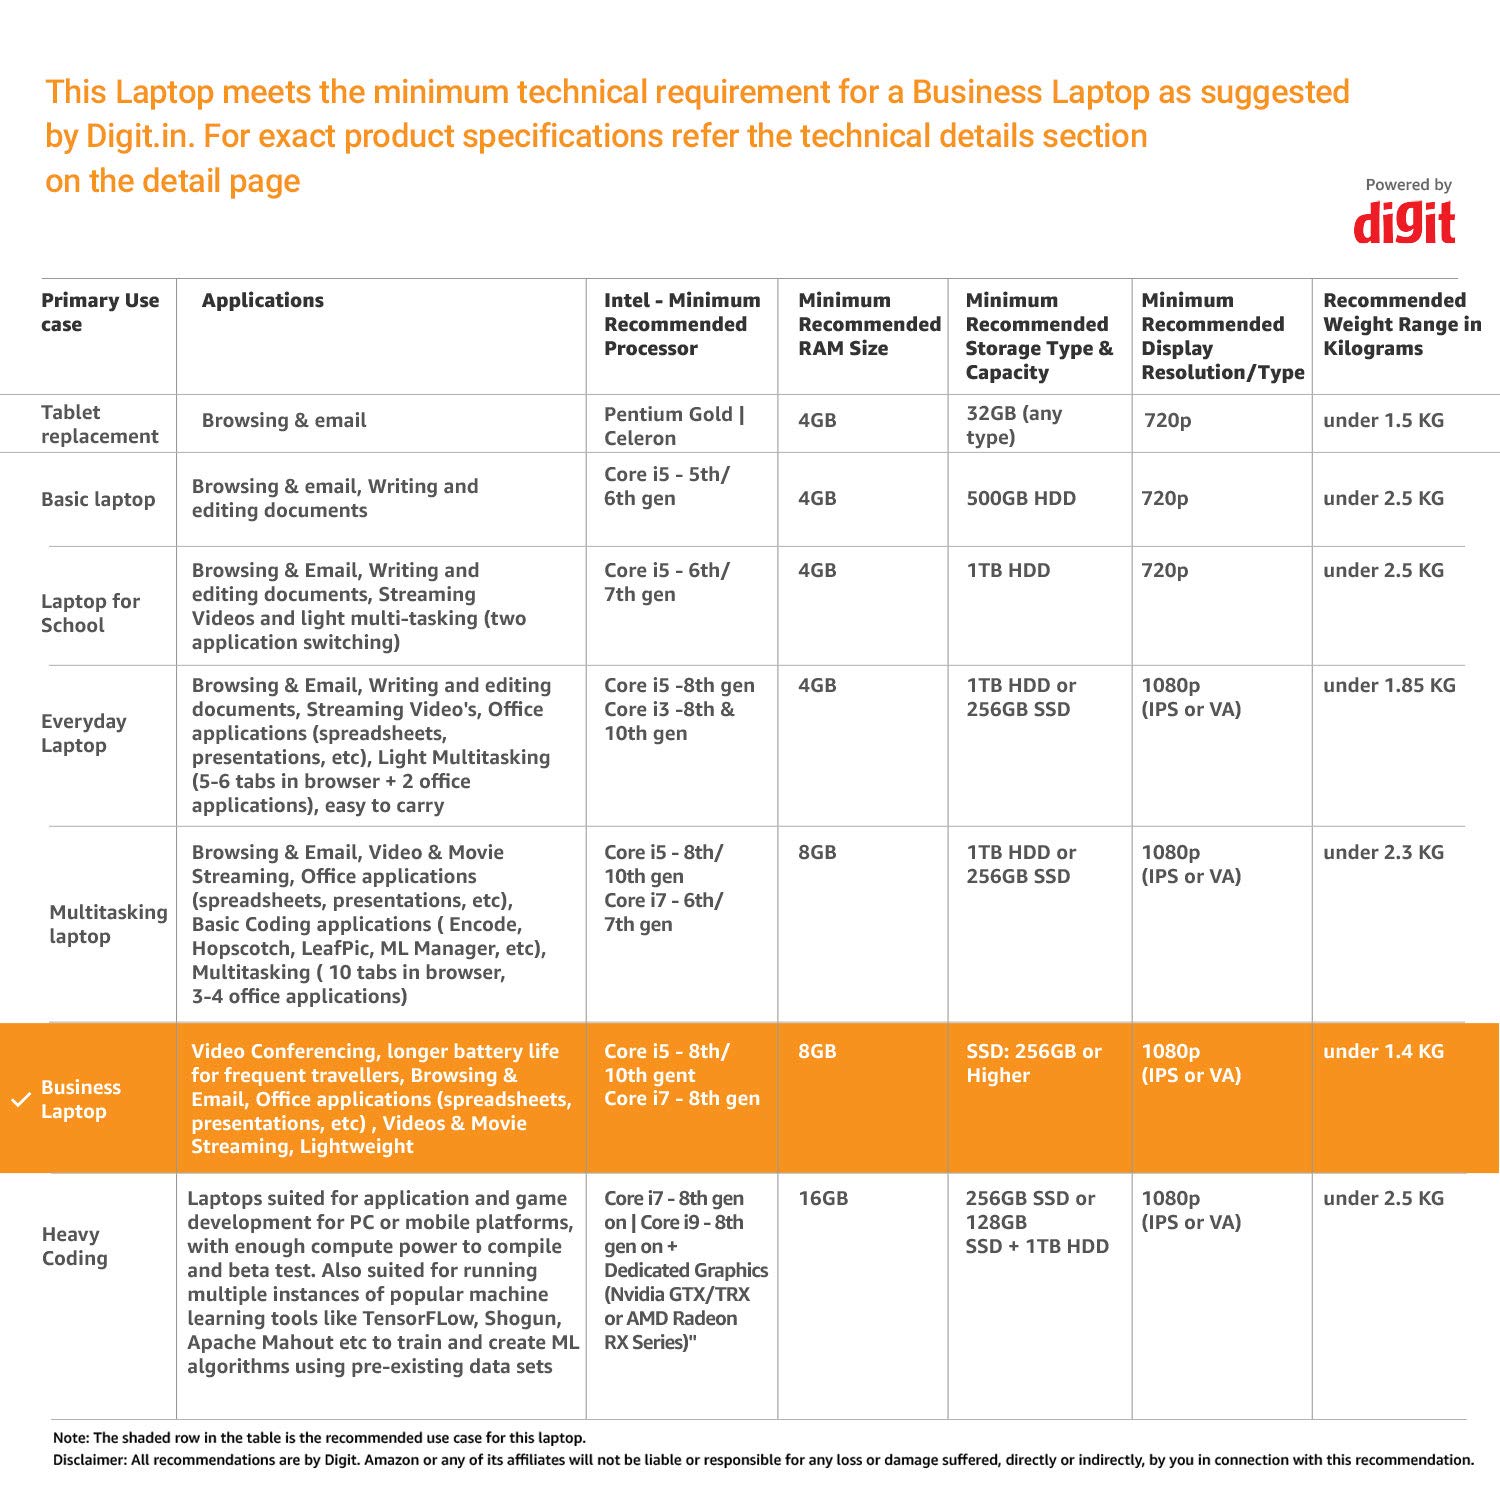 This Laptop meets the minimum technical requirement for a Business Laptop as suggested
by Digit.in. For exact product specifications refer the technical details section
on the detail page
Powered by
digit
Primary Use
case
Applications
Intel - Minimum
Recommended
Processor
Minimum
Recommended
RAM Size
Minimum
Recommended
Storage Type &
Capacity
Minimum
Recommended
Display
Resolution/Type
Recommended
Weight Range in
Kilograms
Tablet
replacement
Browsing & email
Pentium Gold |
Celeron
4GB
32GB (any
type)
720p
under 1.5 KG
Basic laptop
Browsing & email, Writing and
editing documents
Core i5 - 5th/
6th gen
4GB
500GB HDD
720p
under 2.5 KG
Laptop for
School
Browsing & Email, Writing and
editing documents, Streaming
Videos and light multi-tasking (two
application switching)
Core i5 - 6th/
7th gen
4GB
1TB HDD
720p
under 2.5 KG
Everyday
Laptop
Browsing & Email, Writing and editing
documents, Streaming Video's, Office
applications (spreadsheets,
presentations, etc), Light Multitasking
(5-6 tabs in browser + 2 office
applications), easy to carry
Core i5 -8th gen
Core i3 -8th &
10th gen
4GB
1TB HDD or
256GB SSD
1080p
(IPS or VA)
under 1.85 KG
Multitasking
laptop
Browsing & Email, Video & Movie
Streaming, Office applications
(spreadsheets, presentations, etc),
Basic Coding applications ( Encode,
Hopscotch, LeafPic, ML Manager, etc),
Multitasking ( 10 tabs in browser,
3-4 office applications)
Core i5 - 8th/
10th gen
Core i7 - 6th/
7th gen
8GB
1TB HDD or
256GB SSD
1080p
(IPS or VA)
under 2.3 KG
Business
Laptop
Video Conferencing, longer battery life
for frequent travellers, Browsing &
Email, Office applications (spreadsheets,
presentations, etc) , Videos & Movie
Streaming, Lightweight
Core i5 - 8th/
10th gent
Core i7 - 8th gen
8GB
SSD: 256GB or
Higher
1080p
(IPS or VA)
under 1.4 KG
Heavy
Coding
Laptops suited for application and game
development for PC or mobile platforms,
with enough compute power to compile
and beta test. Also suited for running
multiple instances of popular machine
learning tools like TensorFLow, Shogun,
Apache Mahout etc to train and create ML
algorithms using pre-existing data sets
Core i7 - 8th gen
on | Core i9 - 8th
gen on +
Dedicated Graphics
(Nvidia GTX/TRX
or AMD Radeon
RX Series)"
16GB
256GB SSD or
128GB
SSD + 1TB HDD
1080p
(IPS or VA)
under 2.5 KG
Note: The shaded row in the table is the recommended use case for this laptop.
Disclaimer: All recommendations are by Digit. Amazon or any of its affiliates will not be liable or responsible for any loss or damage suffered, directly or indirectly, by you in connection with this recommendation.